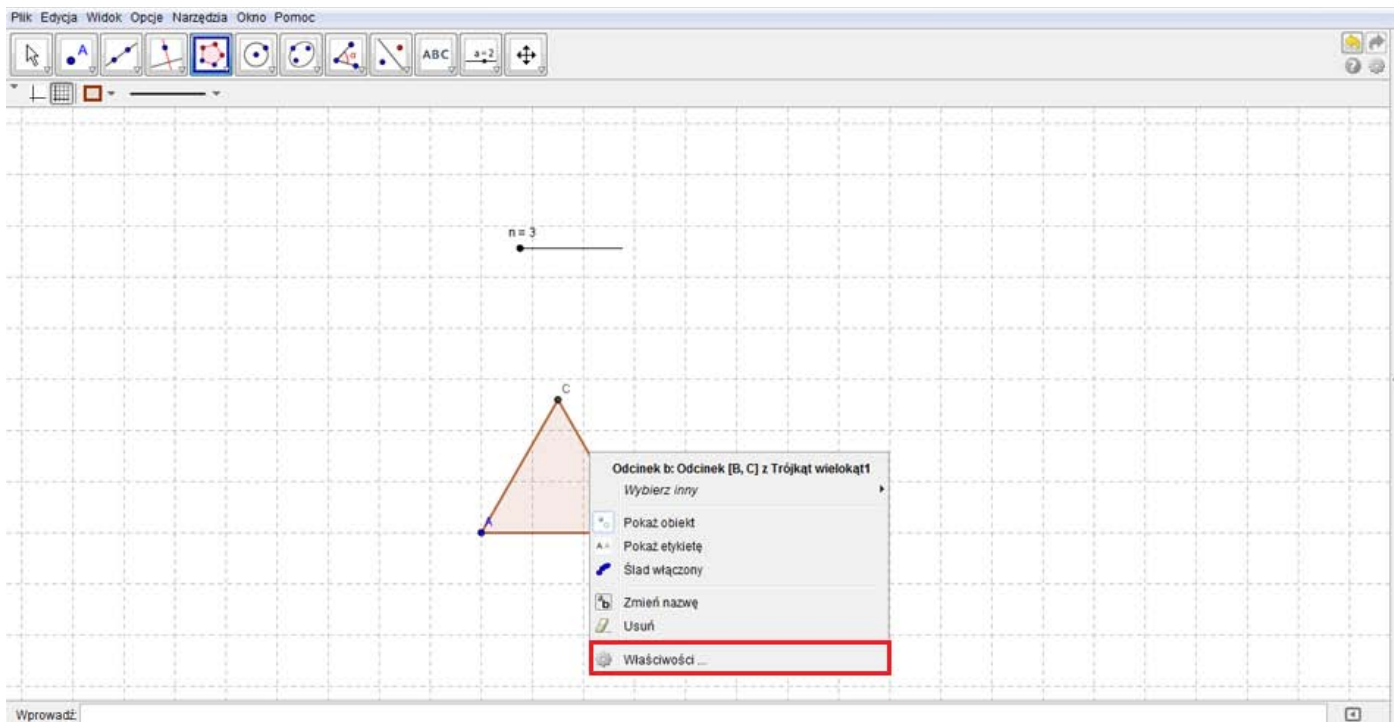 Plik Edycja Widok Opcje Narzędzia Okno Pomoc
A
α
ABC
a=2
n = 3
C
A
Odcinek b: Odcinek [B, C] z Trójkąt wielokąt1
Wybierz inny
Pokaż obiekt
Pokaż etykietę
Ślad włączony
Zmień nazwę
Usuń
Właściwości ...
Wprowadź: